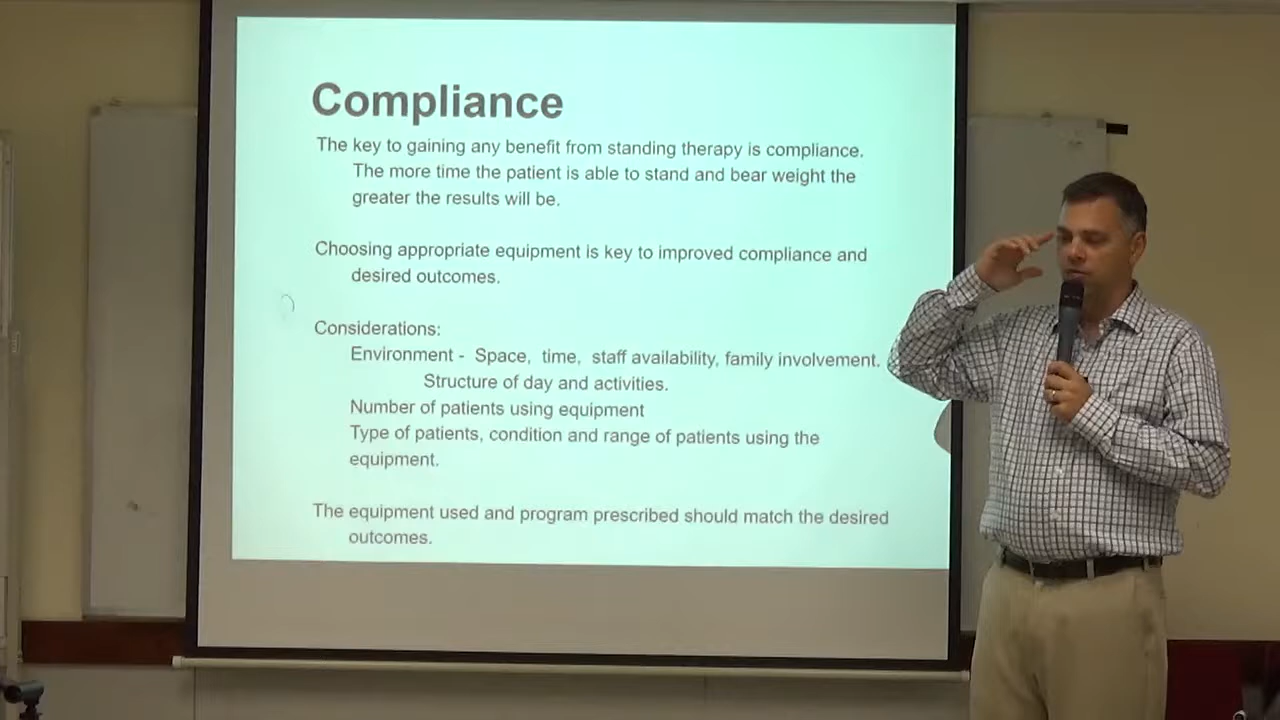 Compliance
The key to gaining any benefit from standing therapy is compliance.
The more time the patient is able to stand and bear weight the
greater the results will be.
Choosing appropriate equipment is key to improved compliance and
desired outcomes.
Considerations:
Environment - Space, time, staff availability, family involvement.
Structure of day and activities.
Number of patients using equipment
Type of patients, condition and range of patients using the
equipment.
The equipment used and program prescribed should match the desired
outcomes.